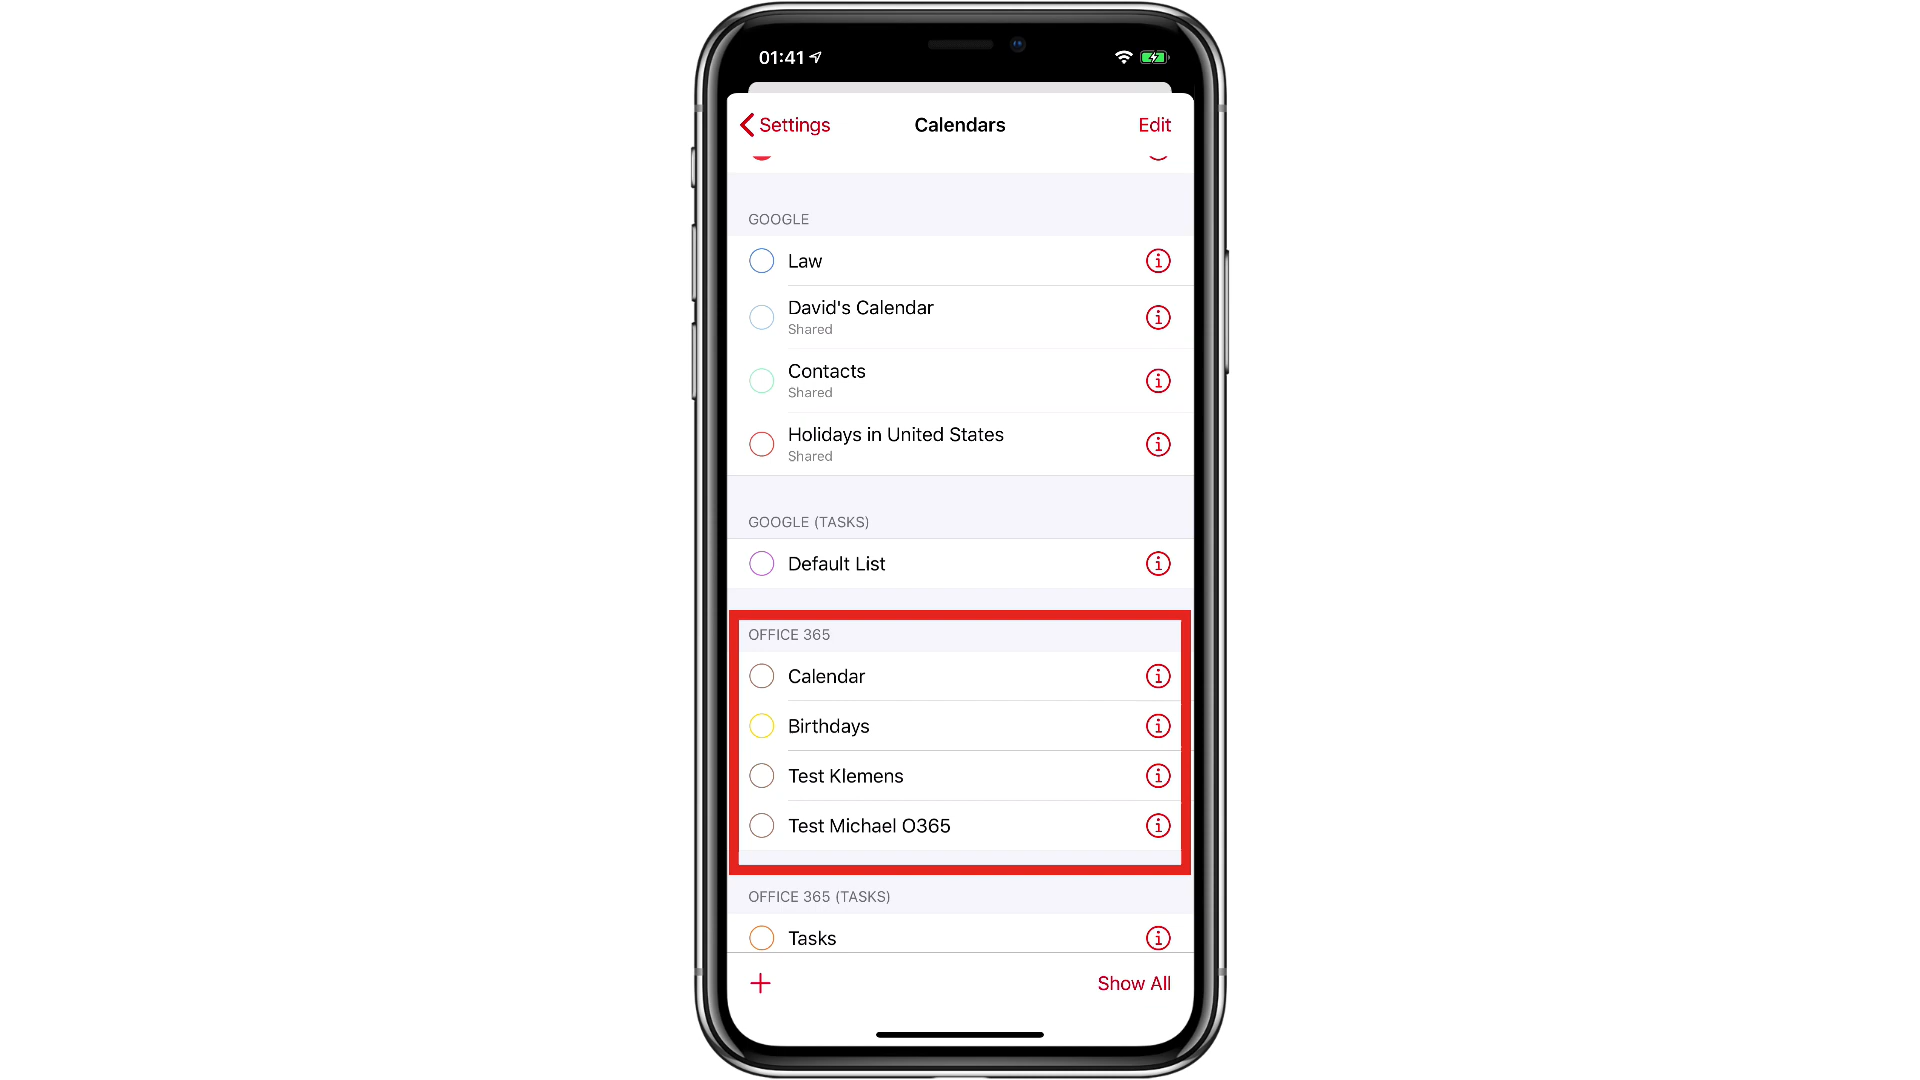 01:41
Settings
Calendars
Edit
GOOGLE
Law
David's Calendar
Shared
Contacts
Shared
Holidays in United States
Shared
GOOGLE (TASKS)
Default List
OFFICE 365
Calendar
Birthdays
Test Klemens
Test Michael O365
OFFICE 365 (TASKS)
Tasks
Show All